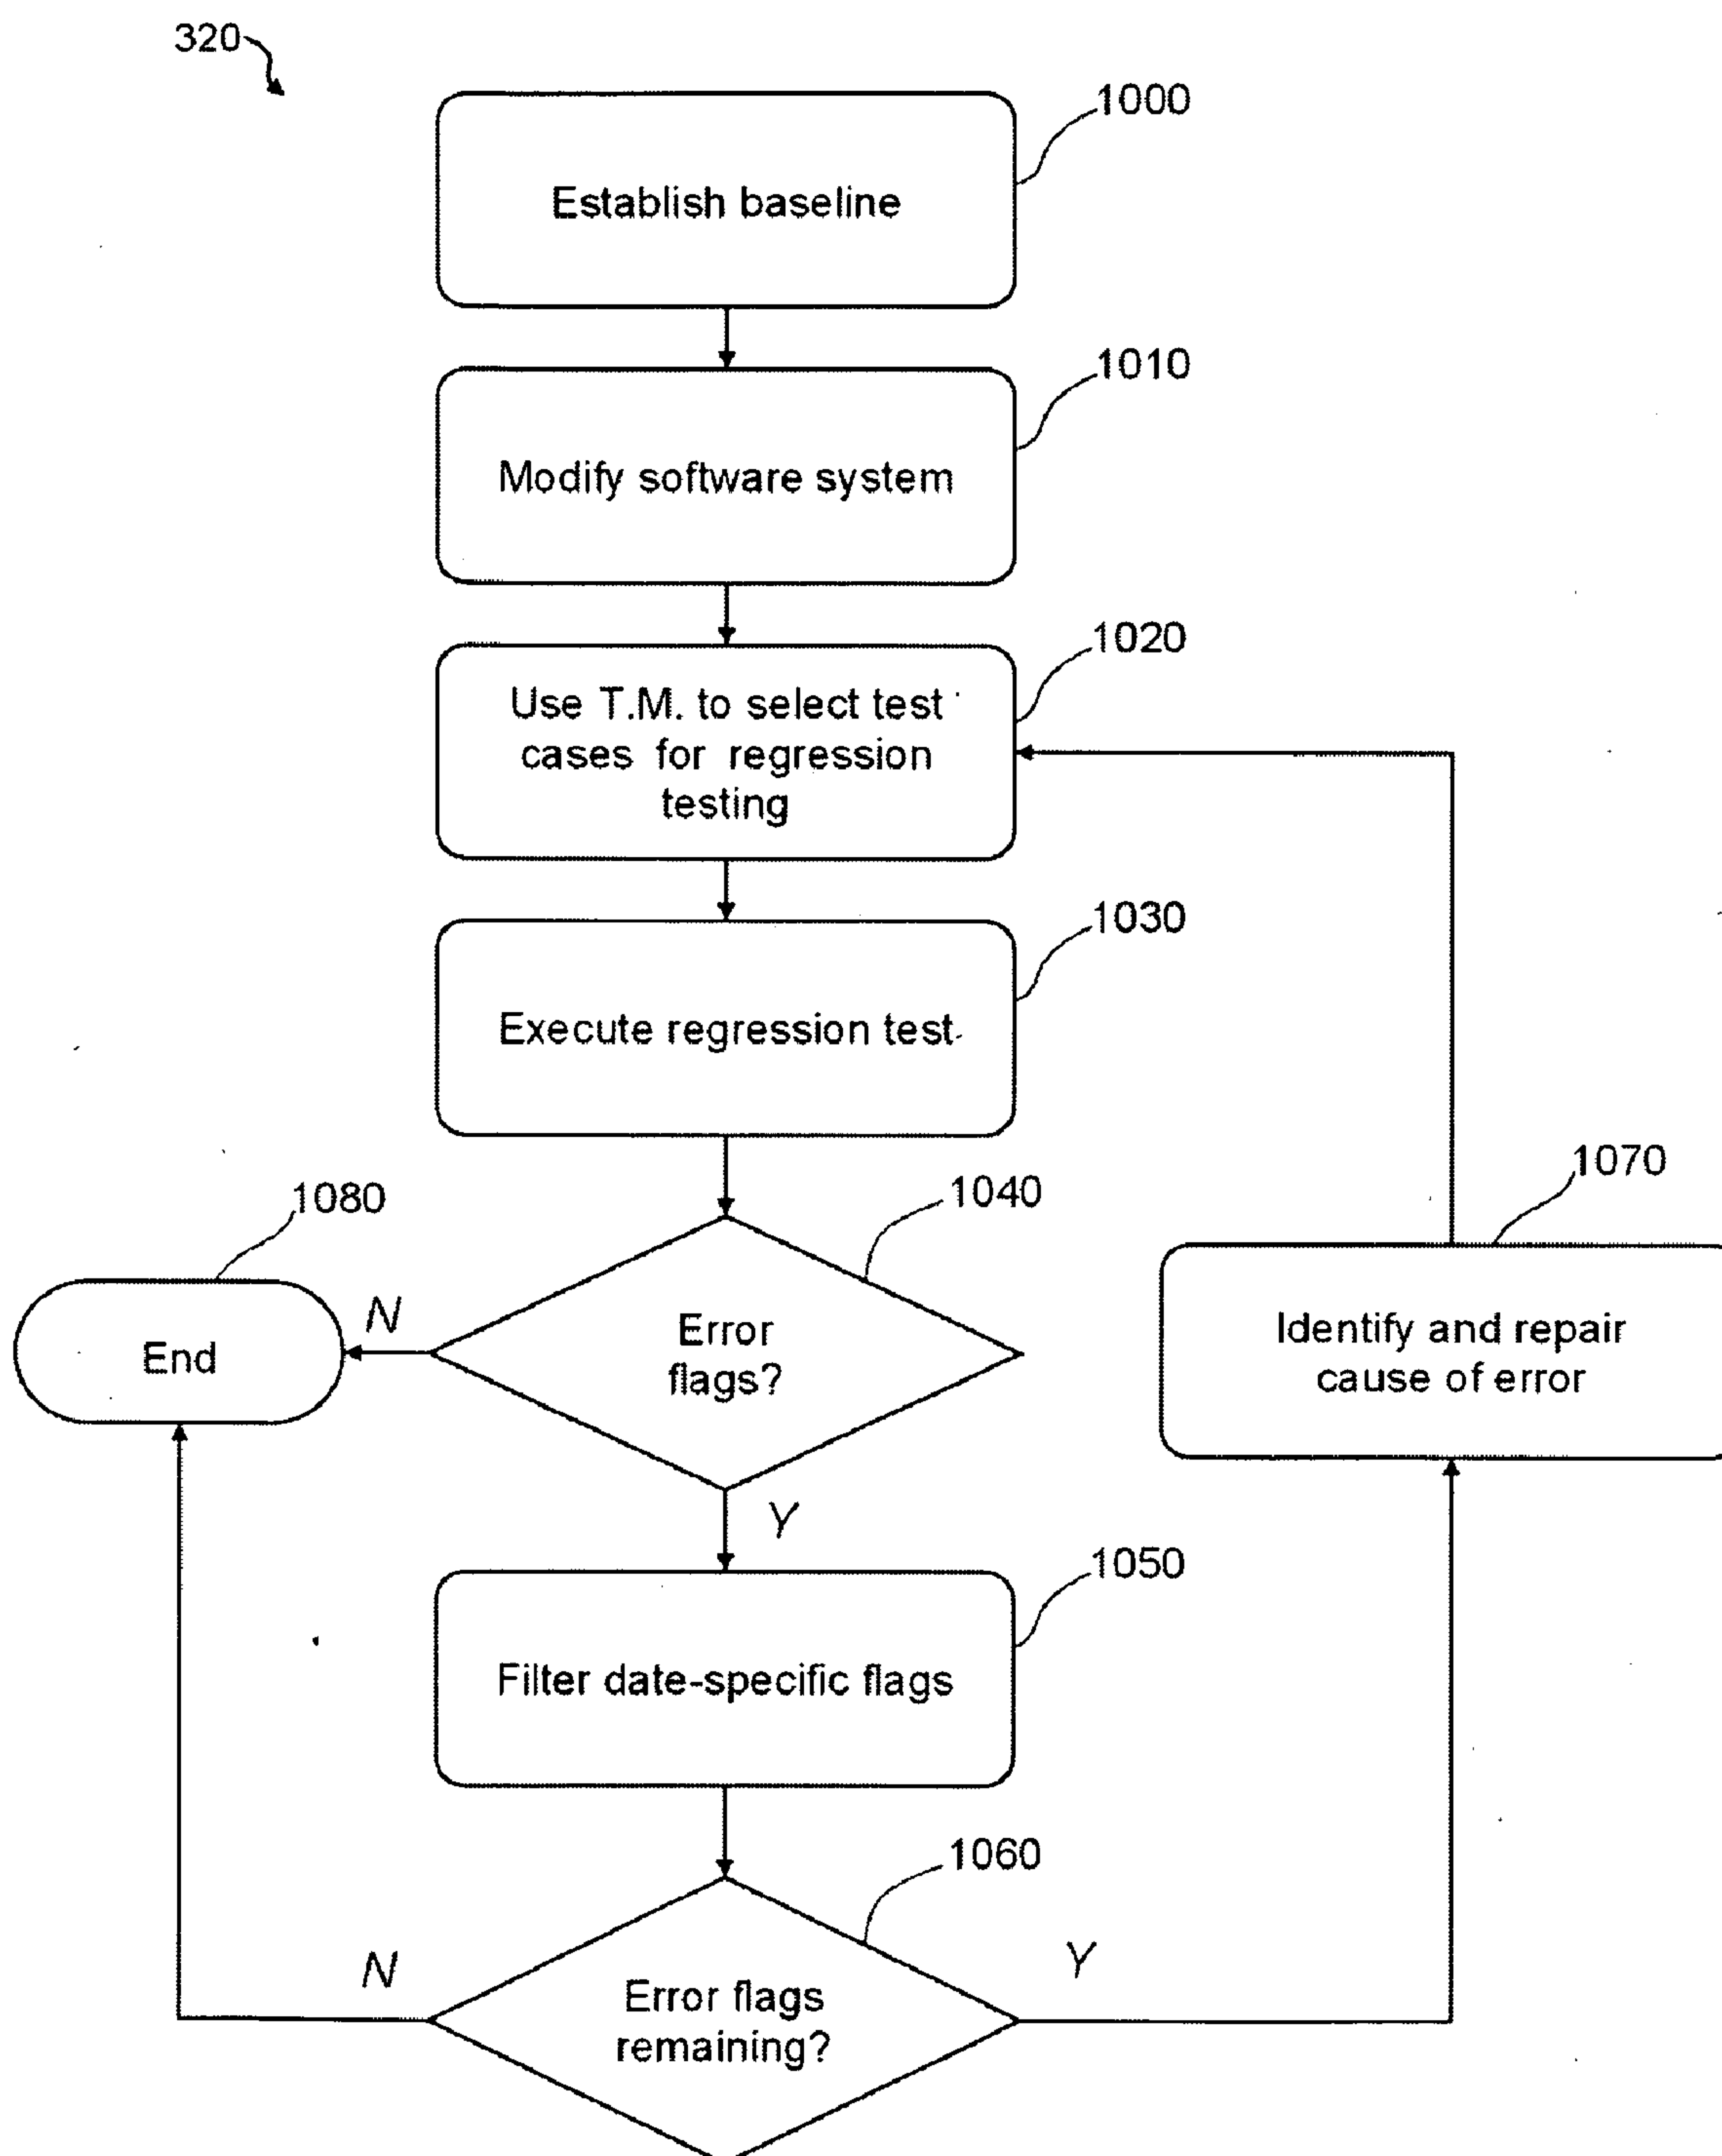 320
1000
Establish baseline
1010
Modify software system
1020
Use T.M. to select test
cases for regression
testing
1030
Execute regression test
1040
1070
1080
N
Error
flags?
End
Identify and repair
cause of error
Y
1050
Filter date-specific flags
1060
N
Y
Error flags
remaining?